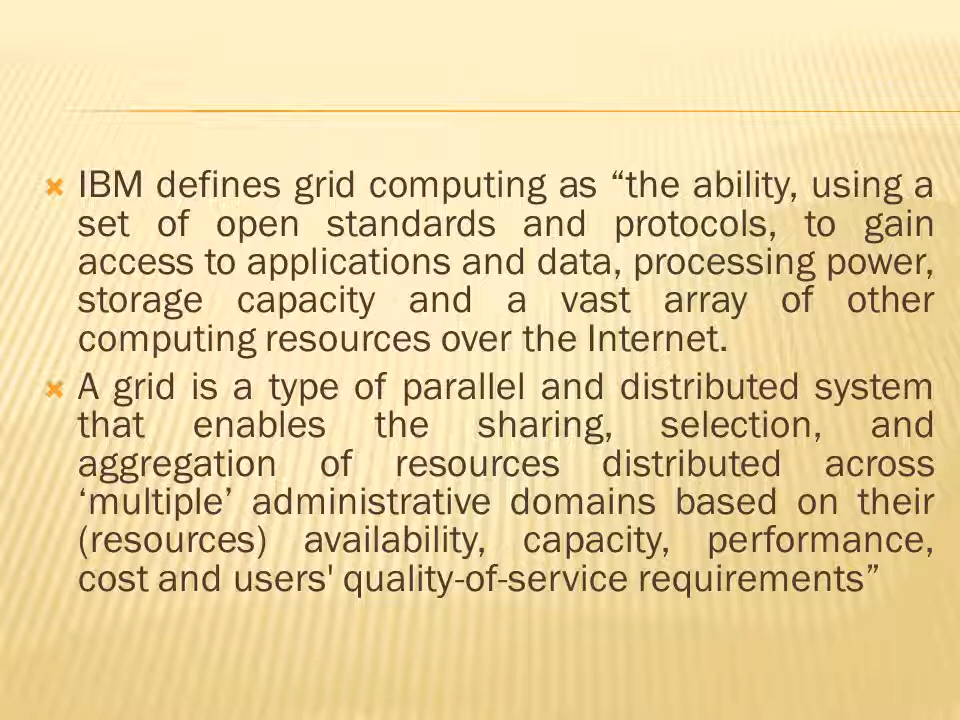 IBM defines grid computing as “the ability, using a
set of open standards and protocols, to gain
access to applications and data, processing power,
storage capacity and a vast array of other
computing resources over the Internet.
A grid is a type of parallel and distributed system
that enables the sharing, selection, and
aggregation of resources distributed across
‘multiple’ administrative domains based on their
(resources) availability, capacity, performance,
cost and users' quality-of-service requirements”